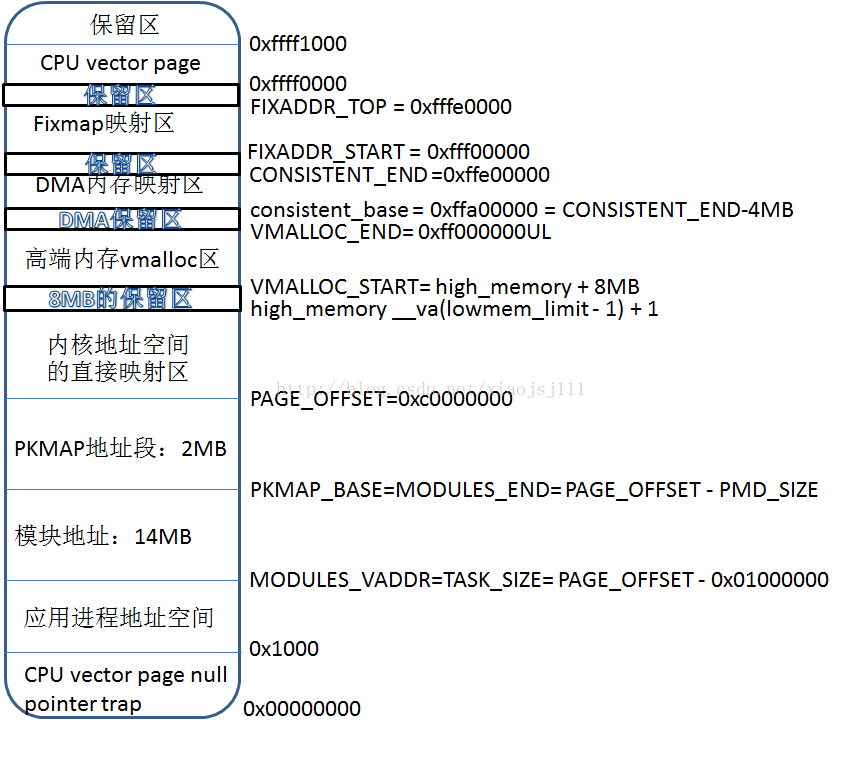 保留区
0xffff1000
CPU vector page
0xffff0000
保留区
FIXADDR_TOP = 0xfffe0000
Fixmap映射区
FIXADDR_START = 0xfff00000
保留区
CONSISTENT_END =0xffe00000
DMA内存映射区
consistent_base = 0xffa00000 = CONSISTENT_END-4MB
DMA保留区
VMALLOC_END= 0xff000000UL
高端内存vmalloc区
VMALLOC_START= high_memory + 8MB
8MB的保留区
high_memory __va(lowmem_limit - 1) + 1
内核地址空间
的直接映射区
http://blog.csdn.net/xiaojsj111
PAGE_OFFSET=0xc0000000
PKMAP地址段：2MB
PKMAP_BASE=MODULES_END= PAGE_OFFSET - PMD_SIZE
模块地址：14MB
MODULES_VADDR=TASK_SIZE= PAGE_OFFSET - 0x01000000
应用进程地址空间
0x1000
CPU vector page null
pointer trap
0x00000000